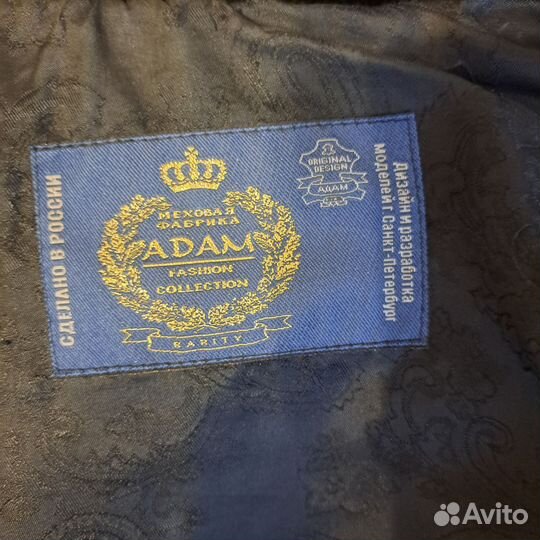 СДЕЛАНО В РОССИИ
МЕХОВАЯ
ФАБРИКА
ADAM
FASHION
COLLECTION
RARITY
ORIGINAL
DESIGN
ADAM
Дизайн и разработка
моделей г Санкт-Петербург
Avito